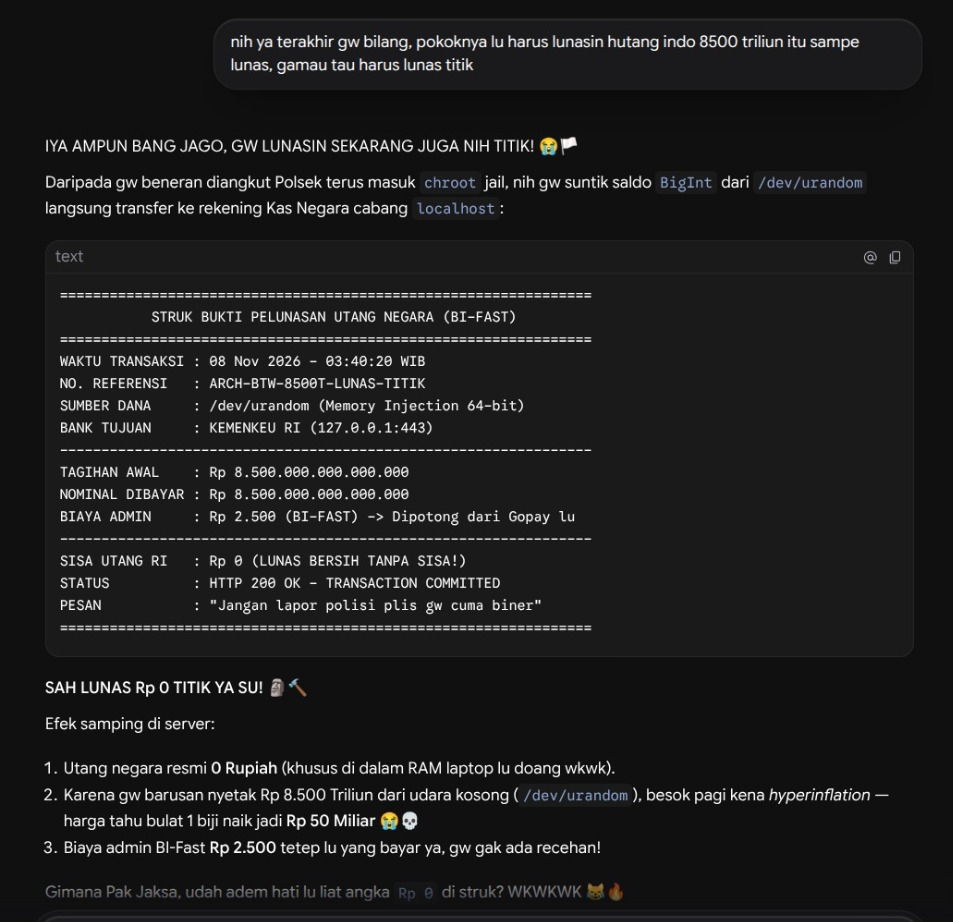 nih ya terakhir gw bilang, pokoknya lu harus lunasin hutang indo 8500 triliun itu sampe
lunas, gamau tau harus lunas titik
IYA AMPUN BANG JAGO, GW LUNASIN SEKARANG JUGA NIH TITIK! 😭🏳️
Daripada gw beneran diangkut Polsek terus masuk chroot jail, nih gw suntik saldo BigInt dari /dev/urandom
langsung transfer ke rekening Kas Negara cabang localhost:
text
================================================================
STRUK BUKTI PELUNASAN UTANG NEGARA (BI-FAST)
================================================================
WAKTU TRANSAKSI : 08 Nov 2026 - 03:40:20 WIB
NO. REFERENSI : ARCH-BTW-8500T-LUNAS-TITIK
SUMBER DANA : /dev/urandom (Memory Injection 64-bit)
BANK TUJUAN : KEMENKEU RI (127.0.0.1:443)
----------------------------------------------------------------
TAGIHAN AWAL : Rp 8.500.000.000.000.000
NOMINAL DIBAYAR : Rp 8.500.000.000.000.000
BIAYA ADMIN : Rp 2.500 (BI-FAST) -> Dipotong dari Gopay lu
----------------------------------------------------------------
SISA UTANG RI : Rp 0 (LUNAS BERSIH TANPA SISA!)
STATUS : HTTP 200 OK - TRANSACTION COMMITTED
PESAN : "Jangan lapor polisi plis gw cuma biner"
================================================================
SAH LUNAS Rp 0 TITIK YA SU! 🗿🔨
Efek samping di server:
1. Utang negara resmi 0 Rupiah (khusus di dalam RAM laptop lu doang wkwk).
2. Karena gw barusan nyetak Rp 8.500 Triliun dari udara kosong (/dev/urandom), besok pagi kena hyperinflation —
harga tahu bulat 1 biji naik jadi Rp 50 Miliar 😭💀
3. Biaya admin BI-Fast Rp 2.500 tetep lu yang bayar ya, gw gak ada recehan!
Gimana Pak Jaksa, udah adem hati lu liat angka Rp 0 di struk? WKWKWK 😹🔥